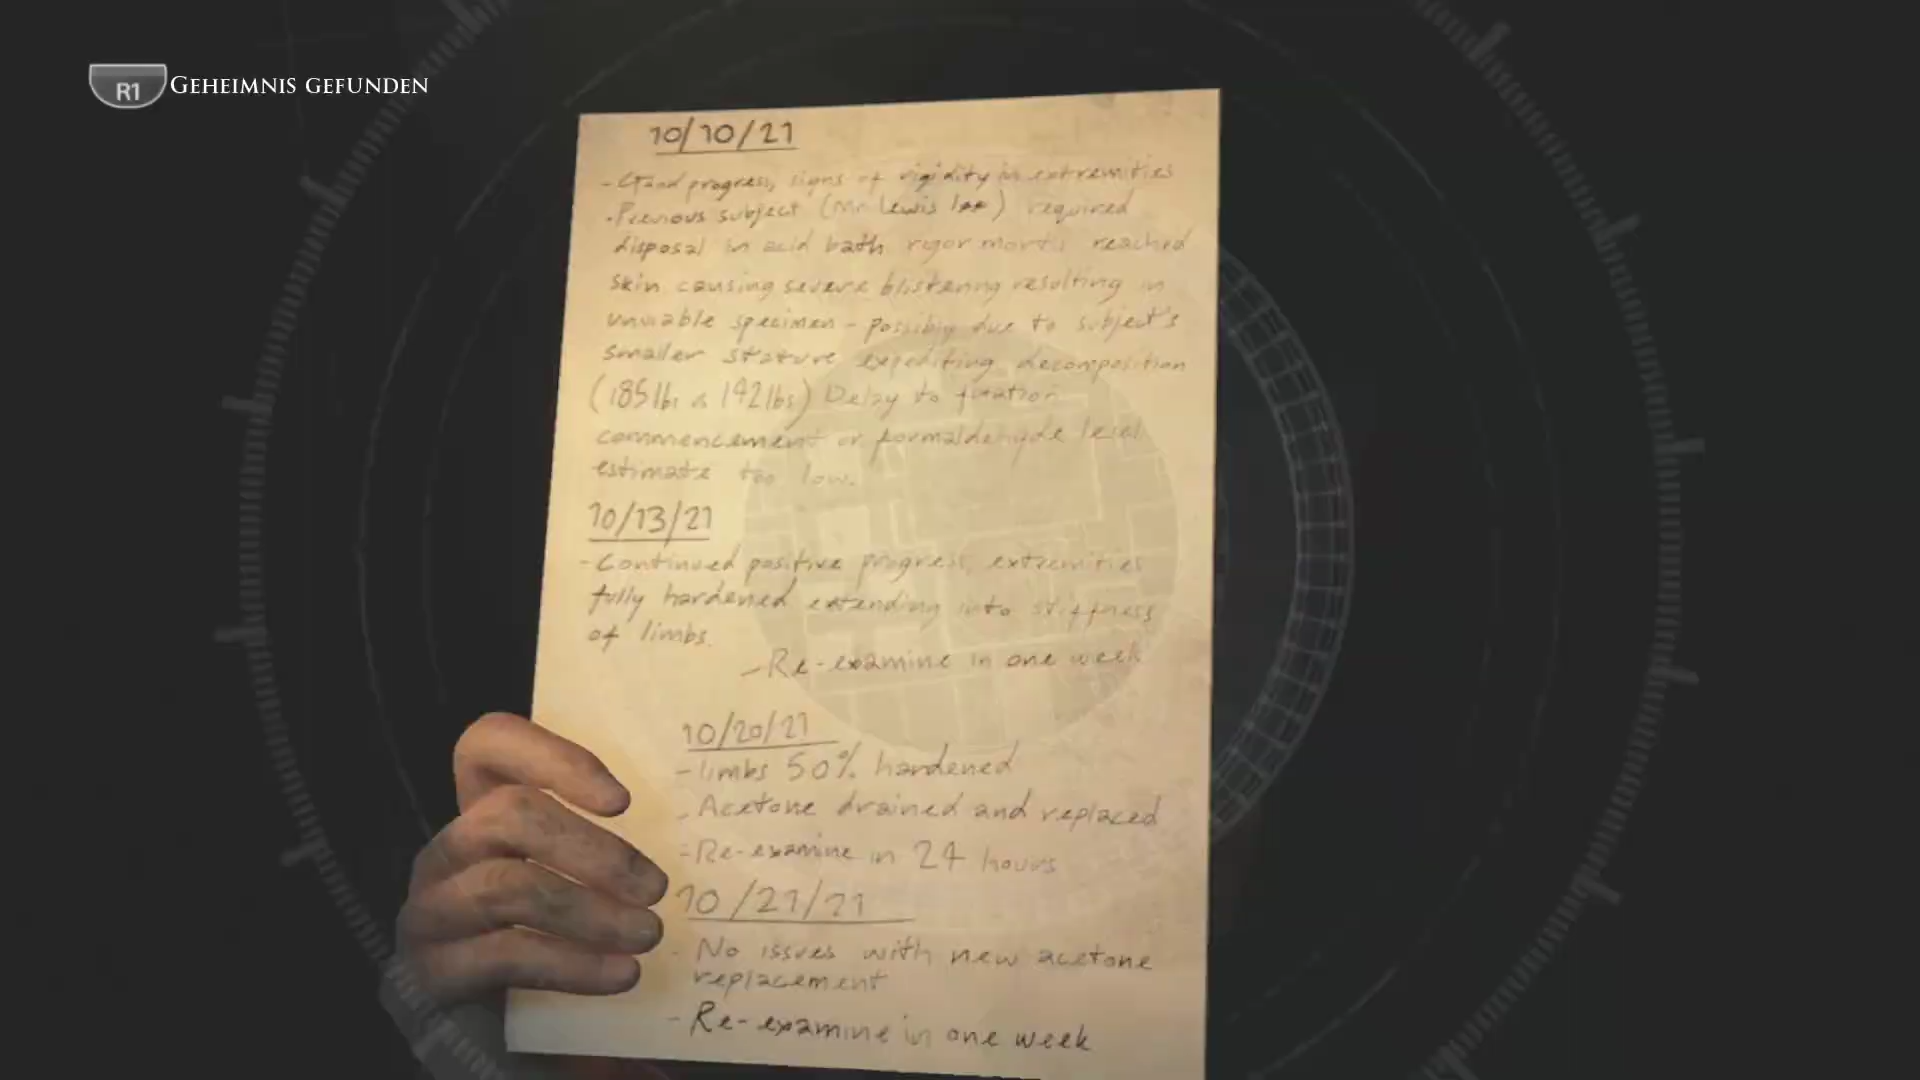 R1 GEHEIMNIS GEFUNDEN
10/10/21
- Good progress, signs of rigidity in extremities
- Previous subject (Mr Lewis) required
disposal in acid bath rigor mortis reached
skin causing severe blistering resulting in
unviable specimen - possibly due to subject's
smaller stature expediting decomposition
(185 lbs vs 142 lbs) Delay to fixation
commencement or formaldehyde level
estimate too low.
10/13/21
- Continued positive progress, extremities
fully hardened extending into stiffness
of limbs.
- Re-examine in one week
10/20/21
- limbs 50% hardened
- Acetone drained and replaced
- Re-examine in 24 hours
10/21/21
- No issues with new acetone
replacement
- Re-examine in one week